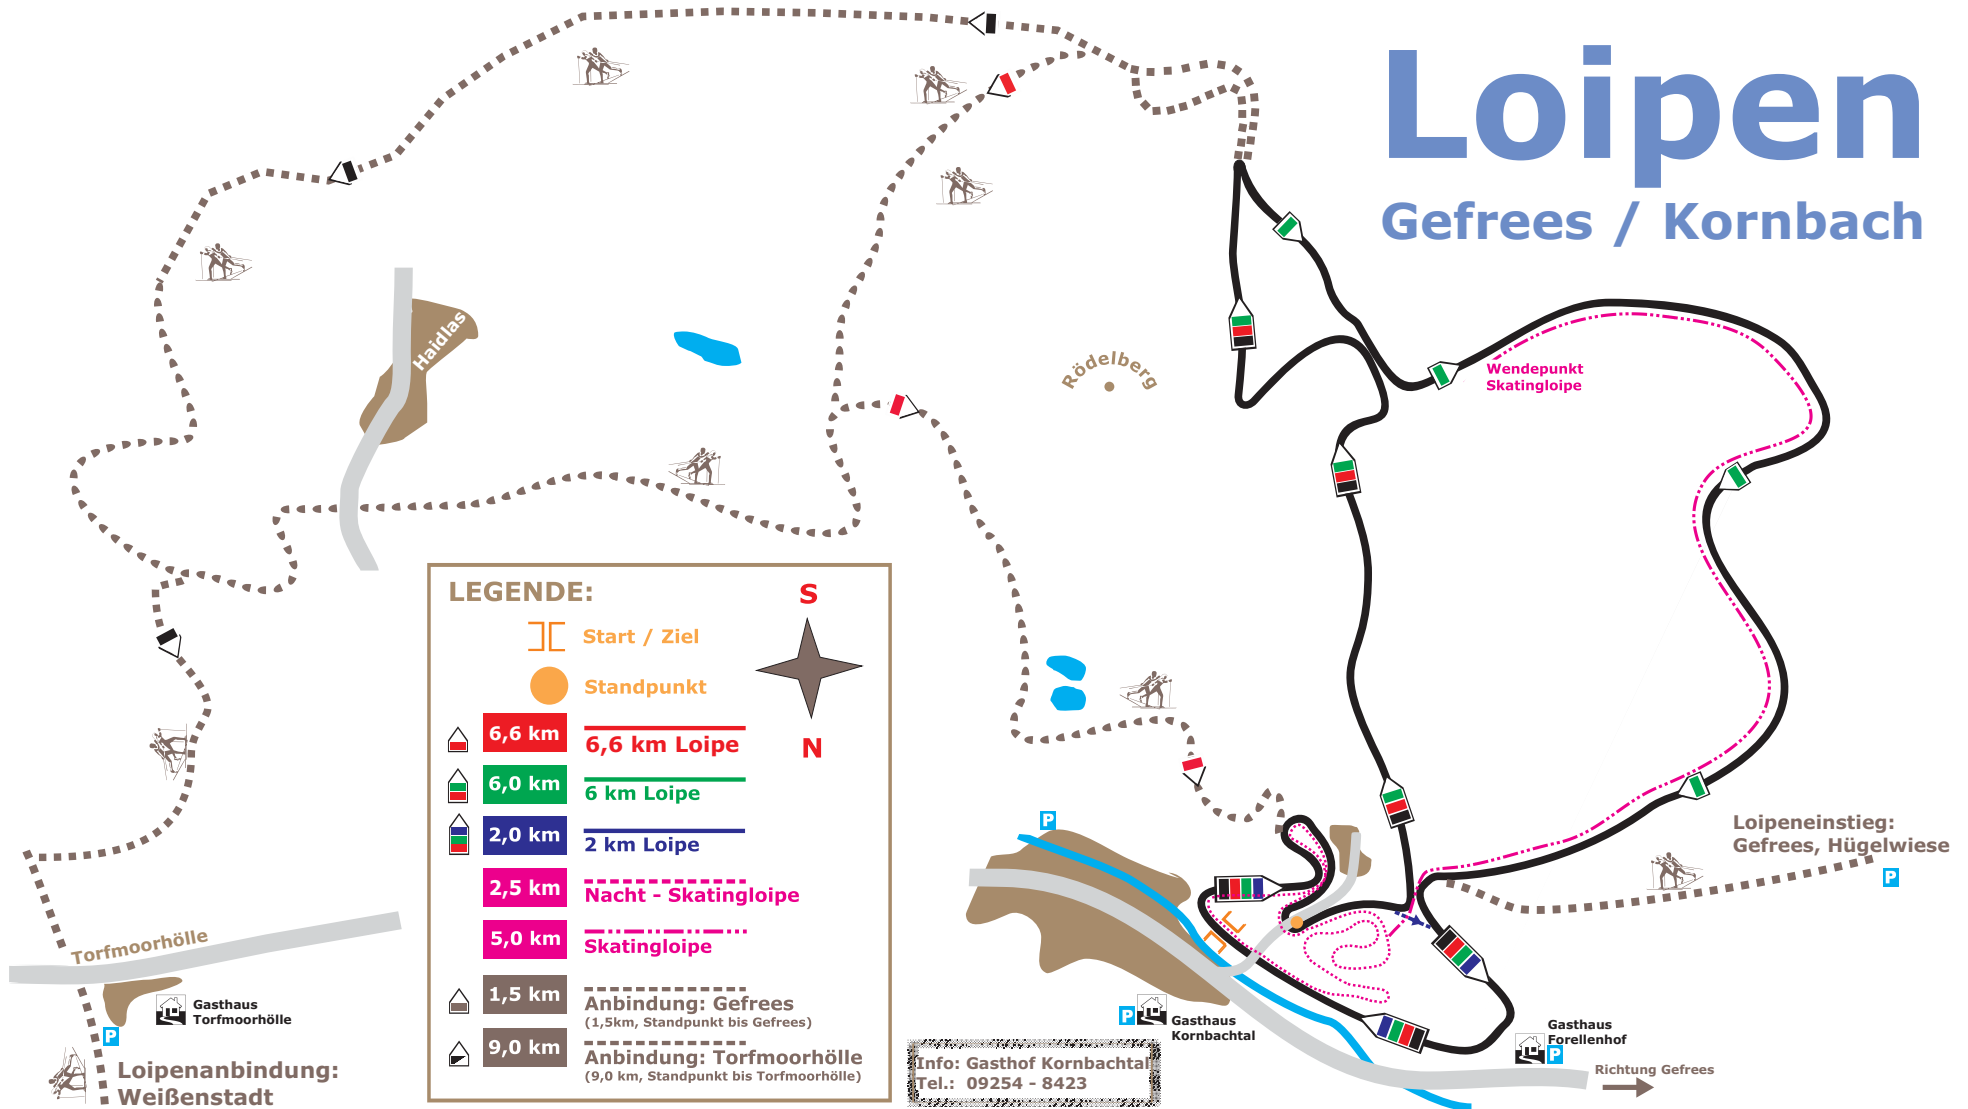 Loipen
Gefrees / Kornbach
Haidlas
Rödelberg
Wendepunkt
Skatingloipe
LEGENDE:
S
N
Start / Ziel
Standpunkt
6,6 km
6,6 km Loipe
6,0 km
6 km Loipe
2,0 km
2 km Loipe
2,5 km
Nacht - Skatingloipe
5,0 km
Skatingloipe
1,5 km
Anbindung: Gefrees
(1,5km, Standpunkt bis Gefrees)
9,0 km
Anbindung: Torfmoorhölle
(9,0 km, Standpunkt bis Torfmoorhölle)
P
Loipeneinstieg:
Gefrees, Hügelwiese
P
Torfmoorhölle
Gasthaus
Torfmoorhölle
P
Loipenanbindung:
Weißenstadt
P
Gasthaus
Kornbachtal
Info: Gasthof Kornbachtal
Tel.: 09254 - 8423
Gasthaus
Forellenhof
P
Richtung Gefrees